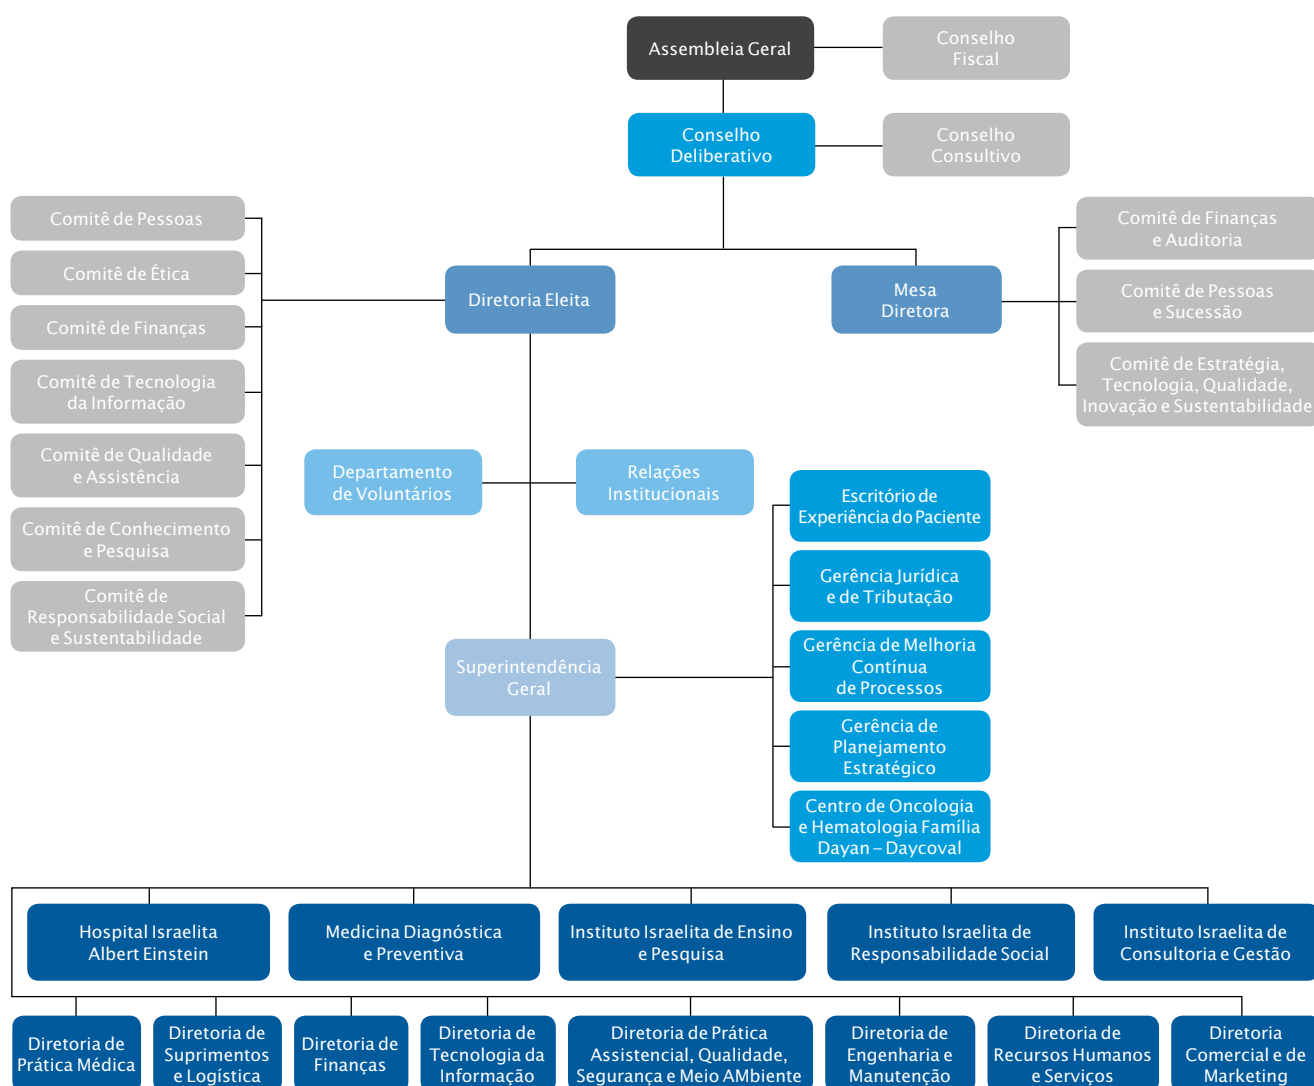 Assembleia Geral
Conselho
Fiscal
Conselho
Deliberativo
Conselho
Consultivo
Comitê de Pessoas
Comitê de Ética
Comitê de Finanças
Comitê de Tecnologia
da Informação
Comitê de Qualidade
e Assistência
Comitê de Conhecimento
e Pesquisa
Comitê de
Responsabilidade Social
e Sustentabilidade
Diretoria Eleita
Mesa
Diretora
Comitê de Finanças
e Auditoria
Comitê de Pessoas
e Sucessão
Comitê de Estratégia,
Tecnologia, Qualidade,
Inovação e Sustentabilidade
Departamento
de Voluntários
Relações
Institucionais
Superintendência
Geral
Escritório de
Experiência do Paciente
Gerência Jurídica
e de Tributação
Gerência de Melhoria
Contínua
de Processos
Gerência de
Planejamento
Estratégico
Centro de Oncologia
e Hematologia Família
Dayan – Daycoval
Hospital Israelita
Albert Einstein
Medicina Diagnóstica
e Preventiva
Instituto Israelita de Ensino
e Pesquisa
Instituto Israelita de
Responsabilidade Social
Instituto Israelita de
Consultoria e Gestão
Diretoria de
Prática Médica
Diretoria de
Suprimentos
e Logística
Diretoria de
Finanças
Diretoria de
Tecnologia da
Informação
Diretoria de Prática
Assistencial, Qualidade,
Segurança e Meio AMbiente
Diretoria de
Engenharia e
Manutenção
Diretoria de
Recursos Humanos
e Serviços
Diretoria
Comercial e de
Marketing